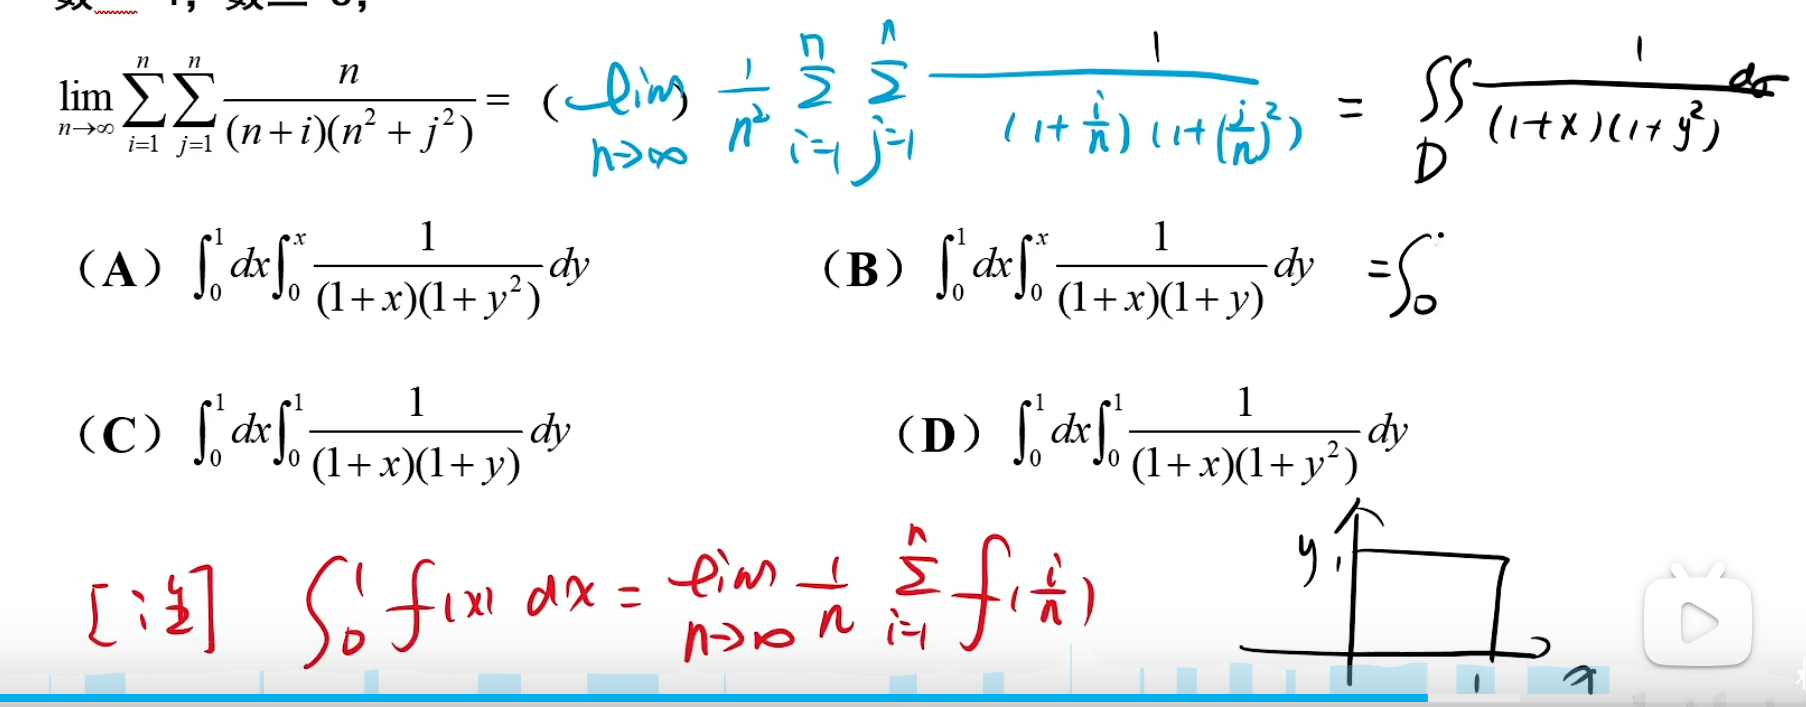 $\lim_{n\to\infty}\sum_{i=1}^{n}\sum_{j=1}^{n}\frac{n}{(n+i)(n^2+j^2)}=($ $)$ $\lim_{n\to\infty}\frac{1}{n^2}\sum_{i=1}^{n}\sum_{j=1}^{n}\frac{1}{(1+\frac{i}{n})(1+(\frac{j}{n})^2)}=\iint_D\frac{1}{(1+x)(1+y^2)}d\sigma$
(A) $\int_0^1 dx\int_0^x\frac{1}{(1+x)(1+y^2)}dy$ (B) $\int_0^1 dx\int_0^x\frac{1}{(1+x)(1+y)}dy$ $=\int_0$
(C) $\int_0^1 dx\int_0^1\frac{1}{(1+x)(1+y)}dy$ (D) $\int_0^1 dx\int_0^1\frac{1}{(1+x)(1+y^2)}dy$
[注] $\int_0^1 f(x)dx=\lim_{n\to\infty}\frac{1}{n}\sum_{i=1}^{n}f(\frac{i}{n})$
y 1
1 x